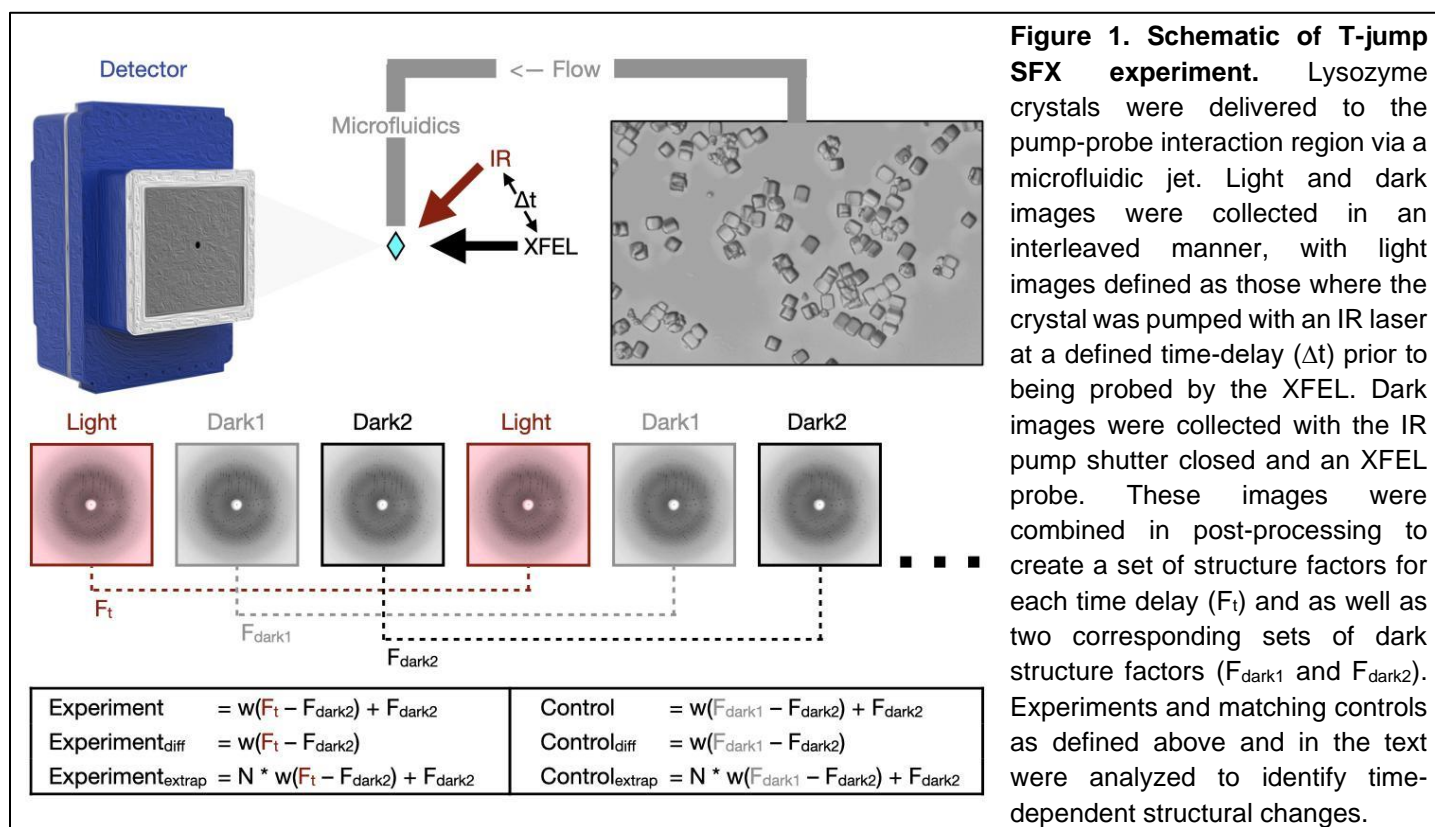 Detector
<— Flow
Microfluidics
IR
Δt
XFEL
Light
Dark1
Dark2
Light
Dark1
Dark2
Ft
Fdark1
Fdark2
Experiment = w(Ft – Fdark2) + Fdark2
Experimentdiff = w(Ft – Fdark2)
Experimentextrap = N * w(Ft – Fdark2) + Fdark2
Control = w(Fdark1 – Fdark2) + Fdark2
Controldiff = w(Fdark1 – Fdark2)
Controlextrap = N * w(Fdark1 – Fdark2) + Fdark2
Figure 1. Schematic of T-jump
SFX experiment. Lysozyme
crystals were delivered to the
pump-probe interaction region via a
microfluidic jet. Light and dark
images were collected in an
interleaved manner, with light
images defined as those where the
crystal was pumped with an IR laser
at a defined time-delay (Δt) prior to
being probed by the XFEL. Dark
images were collected with the IR
pump shutter closed and an XFEL
probe. These images were
combined in post-processing to
create a set of structure factors for
each time delay (Ft) and as well as
two corresponding sets of dark
structure factors (Fdark1 and Fdark2).
Experiments and matching controls
as defined above and in the text
were analyzed to identify time-
dependent structural changes.